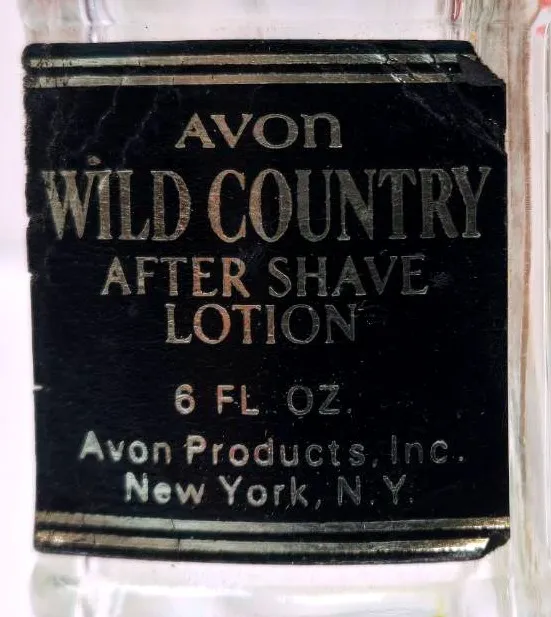 AVON
WILD COUNTRY
AFTER SHAVE
LOTION
6 FL. OZ.
Avon Products, Inc.
New York, N.Y.